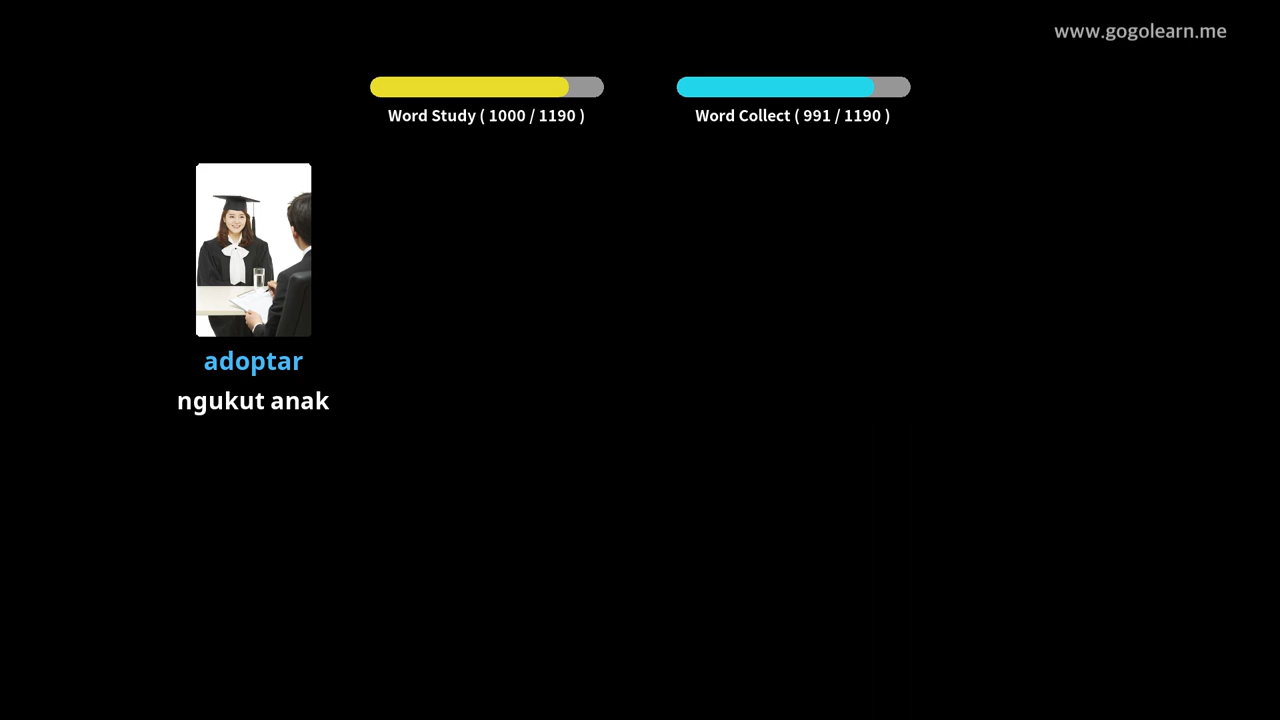 www.gogolearn.me
Word Study ( 1000 / 1190 )
Word Collect ( 991 / 1190 )
adoptar
ngukut anak